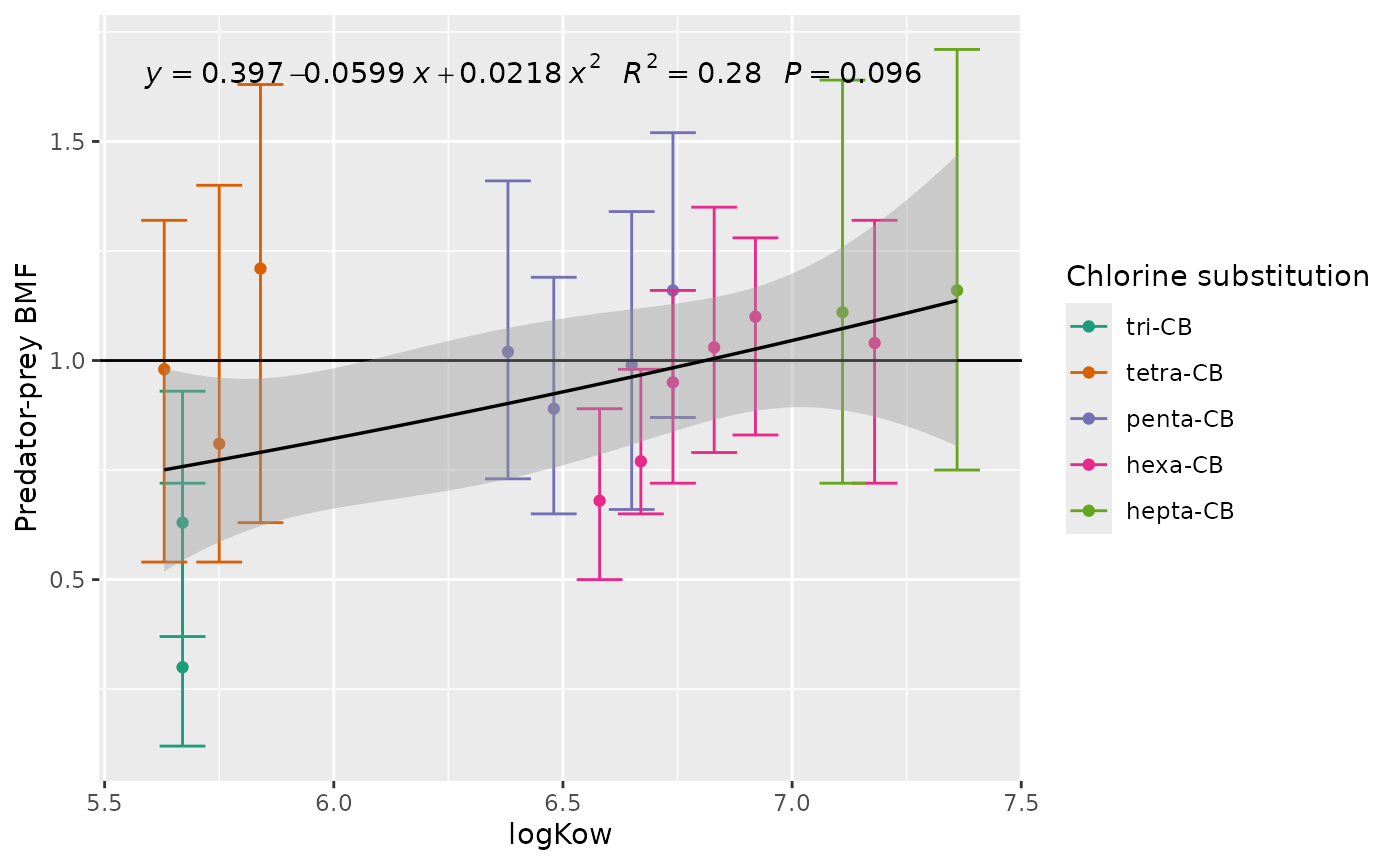 y = 0.397 −0.0599 x + 0.0218 x² R² = 0.28 P = 0.096
1.5
1.0
0.5
Predator-prey BMF
5.5 6.0 6.5 7.0 7.5
logKow
Chlorine substitution
tri-CB
tetra-CB
penta-CB
hexa-CB
hepta-CB